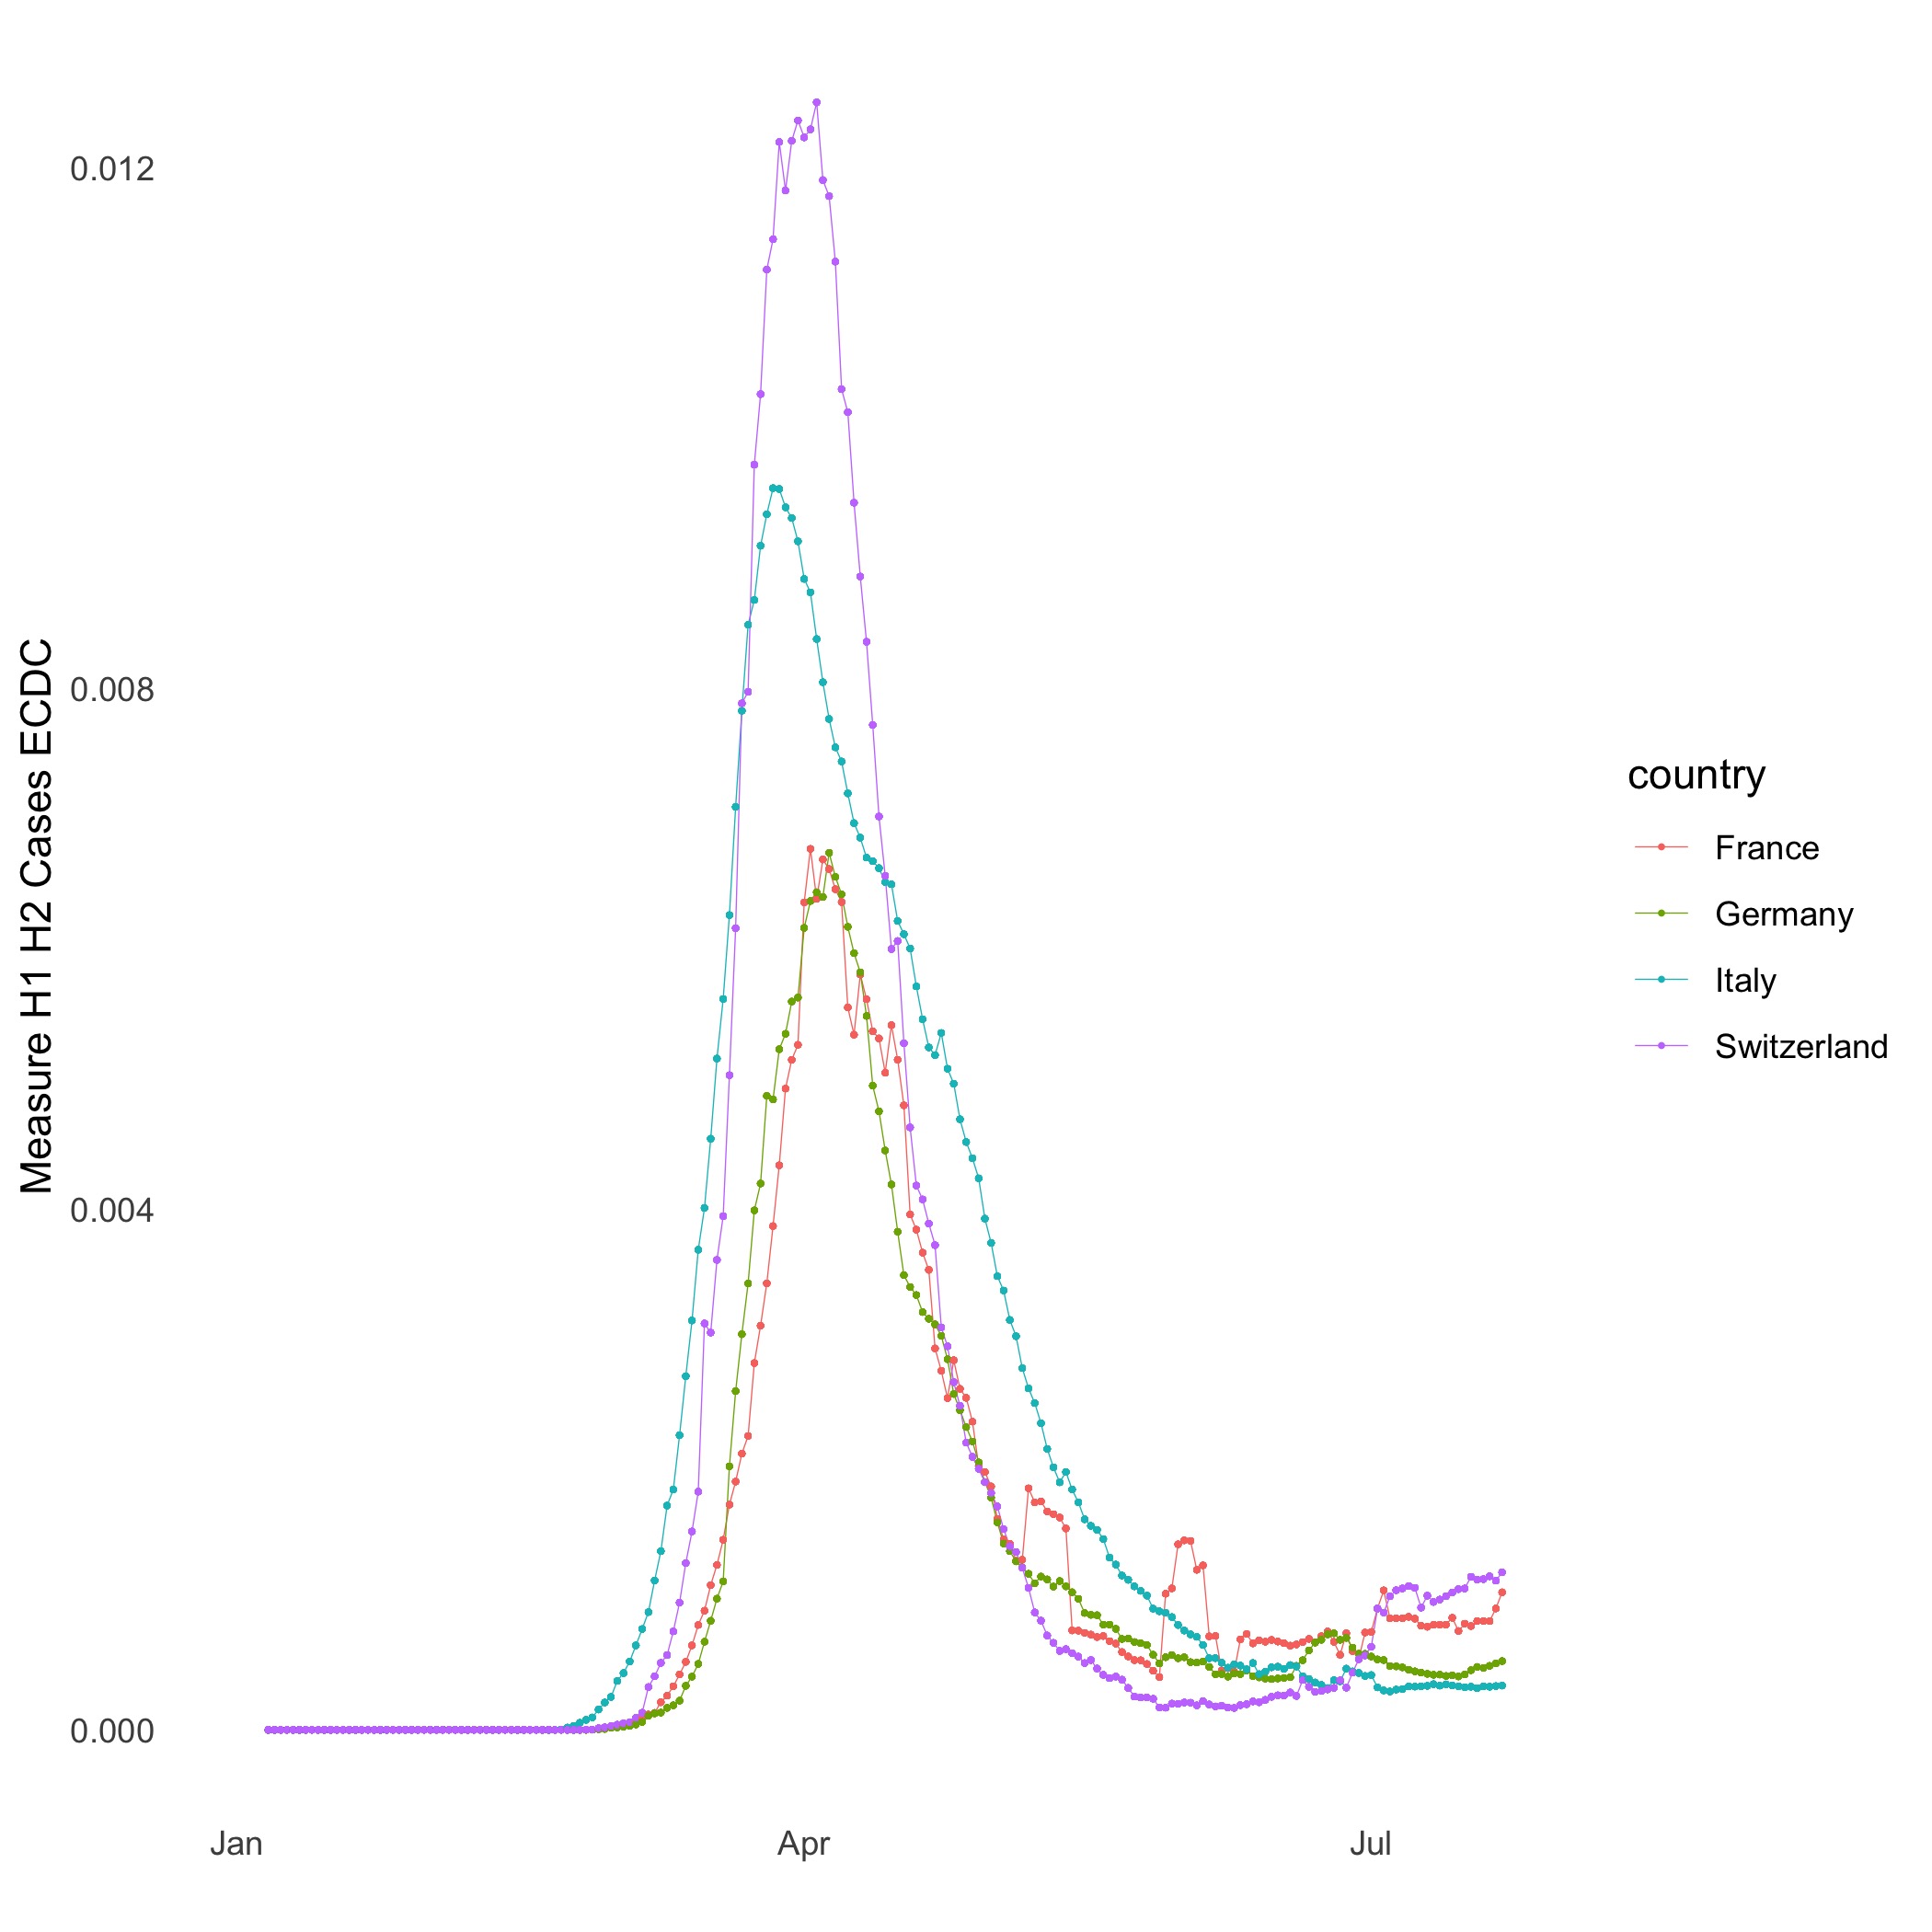 Measure H1 H2 Cases ECDC
0.012
0.008
0.004
0.000
Jan
Apr
Jul
country
France
Germany
Italy
Switzerland